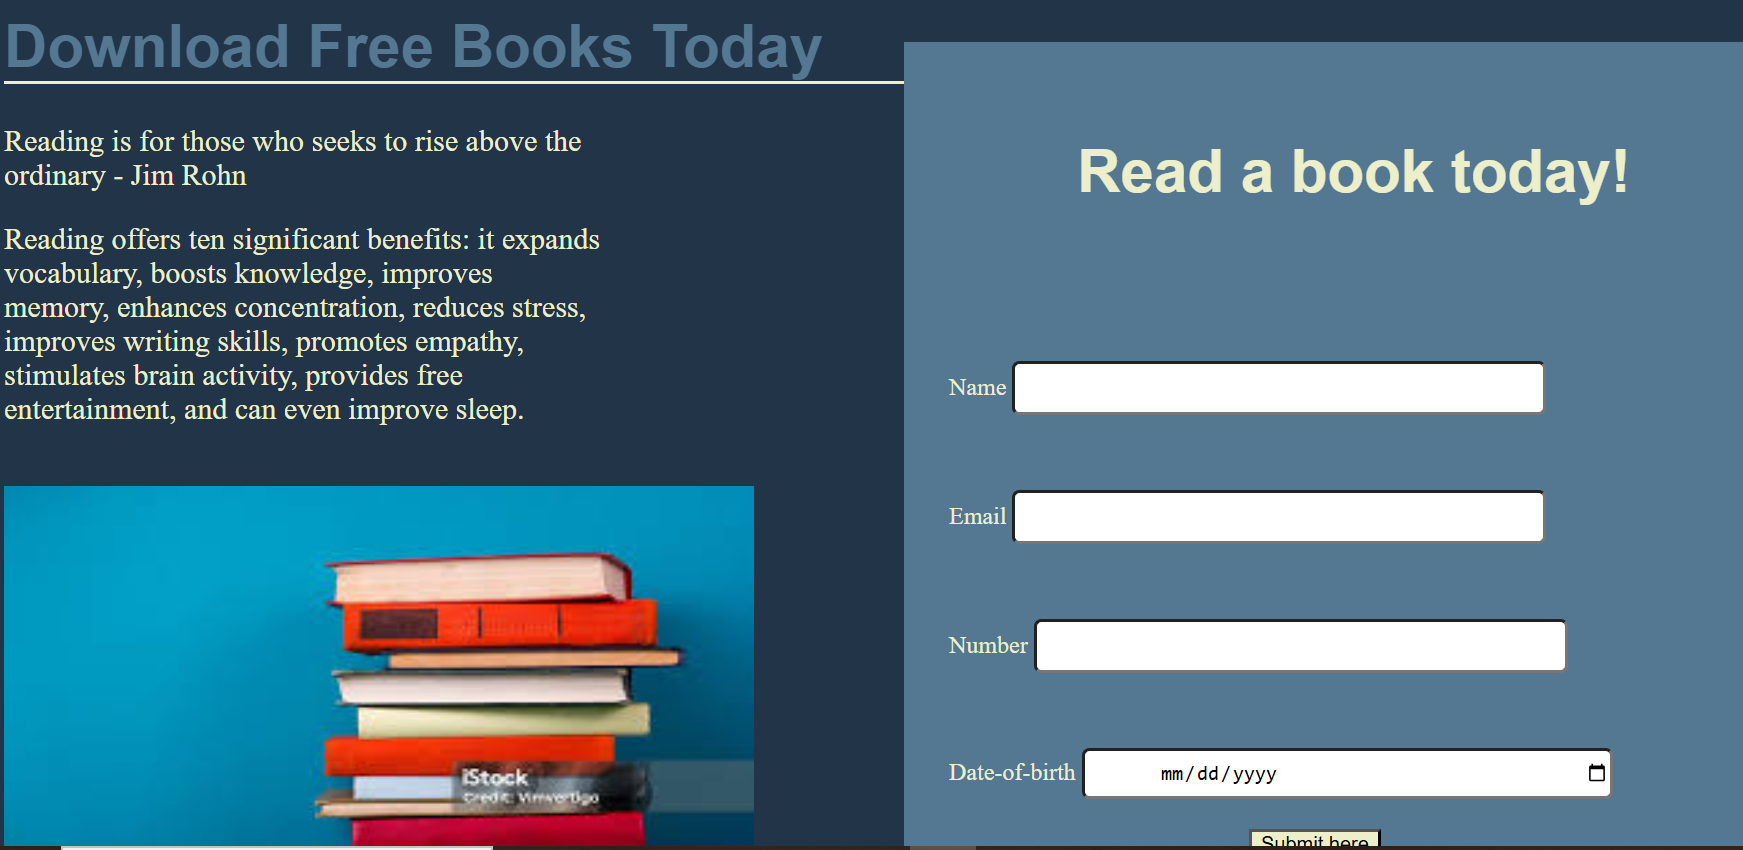 Download Free Books Today
Reading is for those who seeks to rise above the
ordinary - Jim Rohn
Reading offers ten significant benefits: it expands
vocabulary, boosts knowledge, improves
memory, enhances concentration, reduces stress,
improves writing skills, promotes empathy,
stimulates brain activity, provides free
entertainment, and can even improve sleep.
iStock
Credit: Vimvertigo
Read a book today!
Name
Email
Number
Date-of-birth mm/dd/yyyy
Submit here